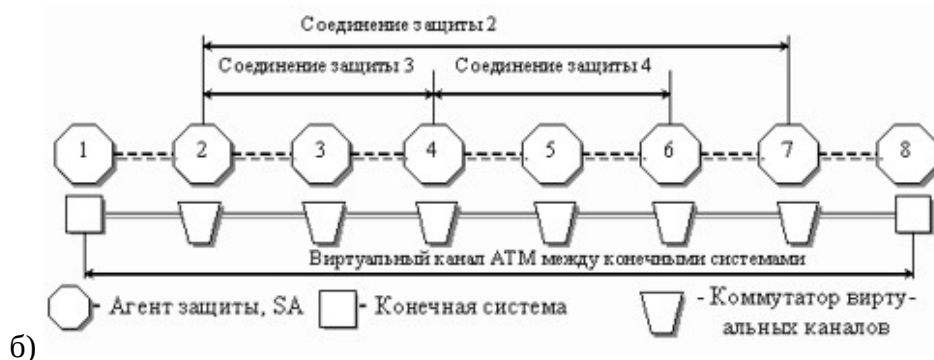 Соединение защиты 2
Соединение защиты 3 Соединение защиты 4
1 2 3 4 5 6 7 8
Виртуальный канал АТМ между конечными системами
- Агент защиты, SA - Конечная система - Коммутатор вирту-
альных каналов
б)